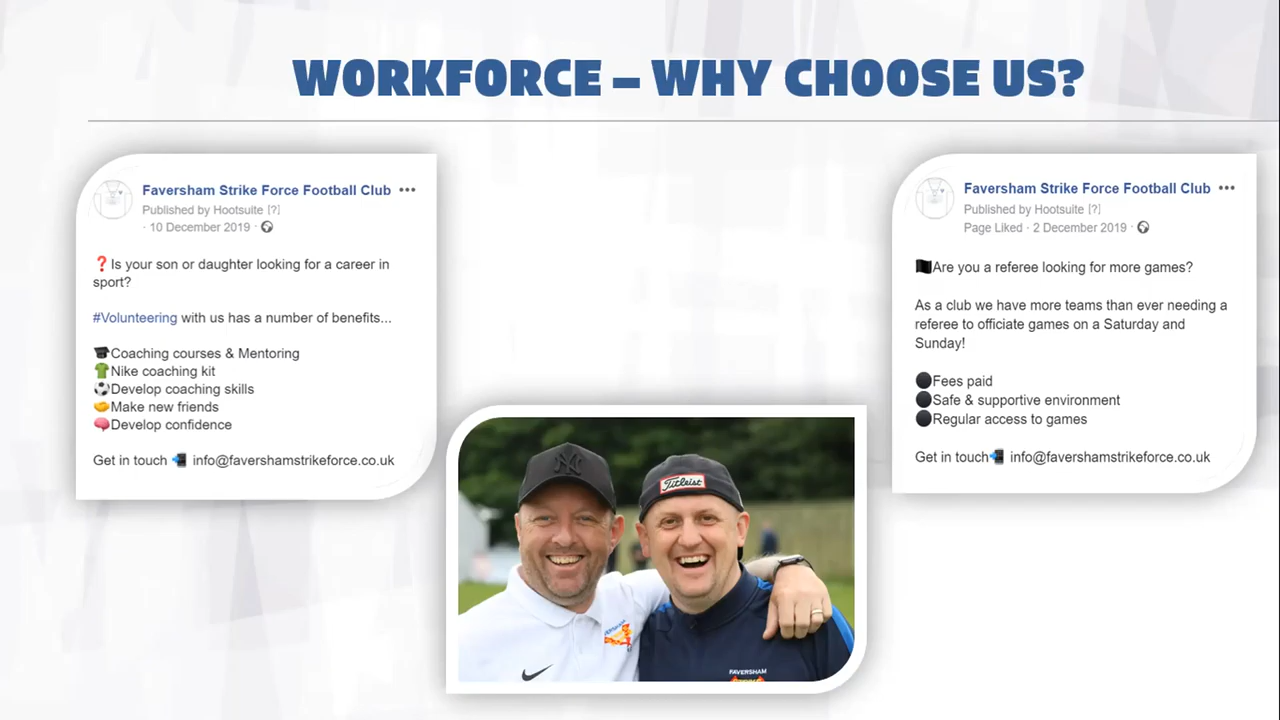 WORKFORCE – WHY CHOOSE US?
Faversham Strike Force Football Club
Published by Hootsuite [?]
· 10 December 2019 ·
❓Is your son or daughter looking for a career in
sport?
#Volunteering with us has a number of benefits...
🎓Coaching courses & Mentoring
👕Nike coaching kit
⚽Develop coaching skills
🤝Make new friends
🧠Develop confidence
Get in touch 📲 info@favershamstrikeforce.co.uk
Faversham Strike Force Football Club
Published by Hootsuite [?]
Page Liked · 2 December 2019 ·
🏴Are you a referee looking for more games?
As a club we have more teams than ever needing a
referee to officiate games on a Saturday and
Sunday!
⚫Fees paid
⚫Safe & supportive environment
⚫Regular access to games
Get in touch📲 info@favershamstrikeforce.co.uk
NY
Titleist
FAVERSHAM